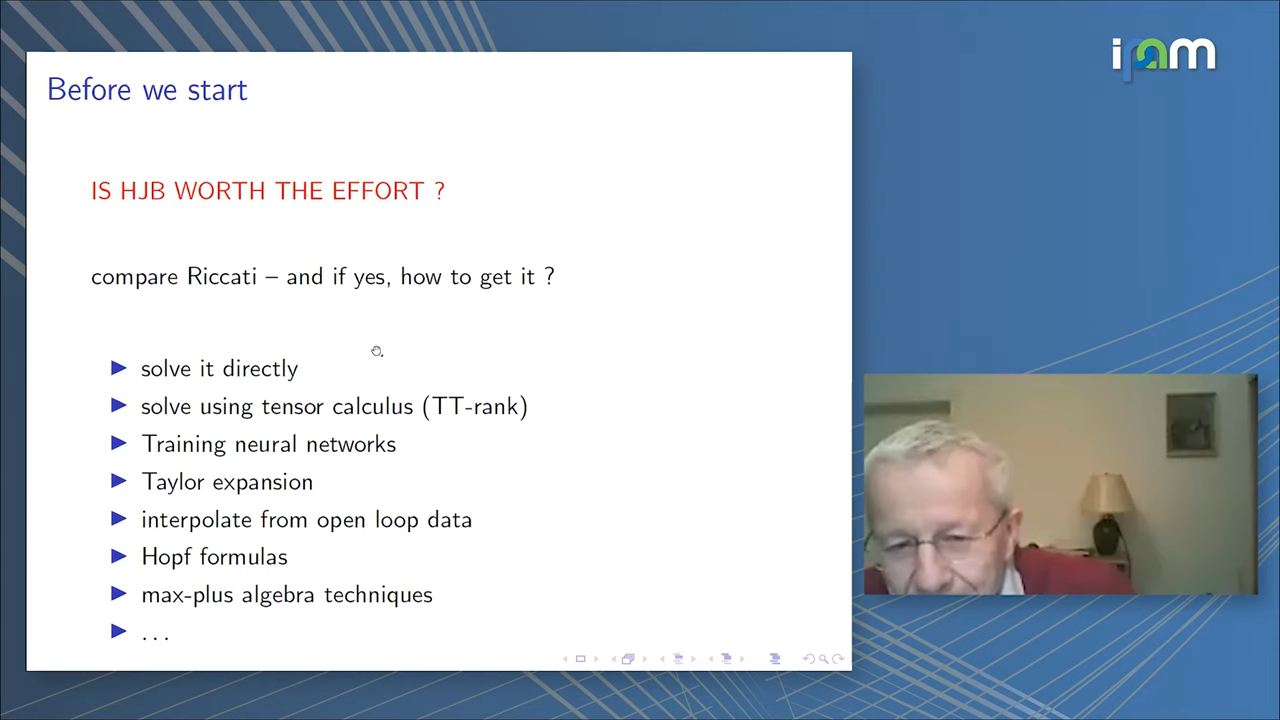 ipam
Before we start
IS HJB WORTH THE EFFORT ?
compare Riccati – and if yes, how to get it ?
solve it directly
solve using tensor calculus (TT-rank)
Training neural networks
Taylor expansion
interpolate from open loop data
Hopf formulas
max-plus algebra techniques
. . .